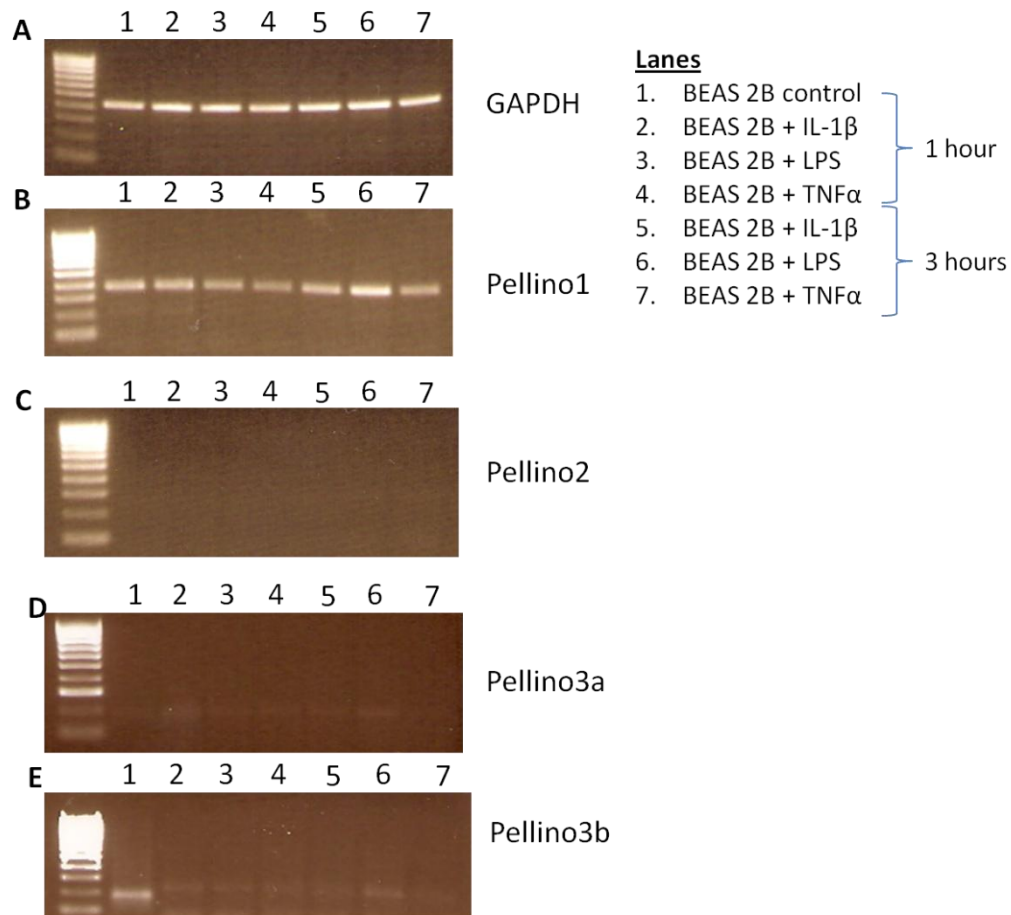 A
1 2 3 4 5 6 7
GAPDH
B
1 2 3 4 5 6 7
Pellino1
C
1 2 3 4 5 6 7
Pellino2
D
1 2 3 4 5 6 7
Pellino3a
E
1 2 3 4 5 6 7
Pellino3b
Lanes
1. BEAS 2B control
2. BEAS 2B + IL-1β
3. BEAS 2B + LPS
4. BEAS 2B + TNFα
1 hour
5. BEAS 2B + IL-1β
6. BEAS 2B + LPS
7. BEAS 2B + TNFα
3 hours